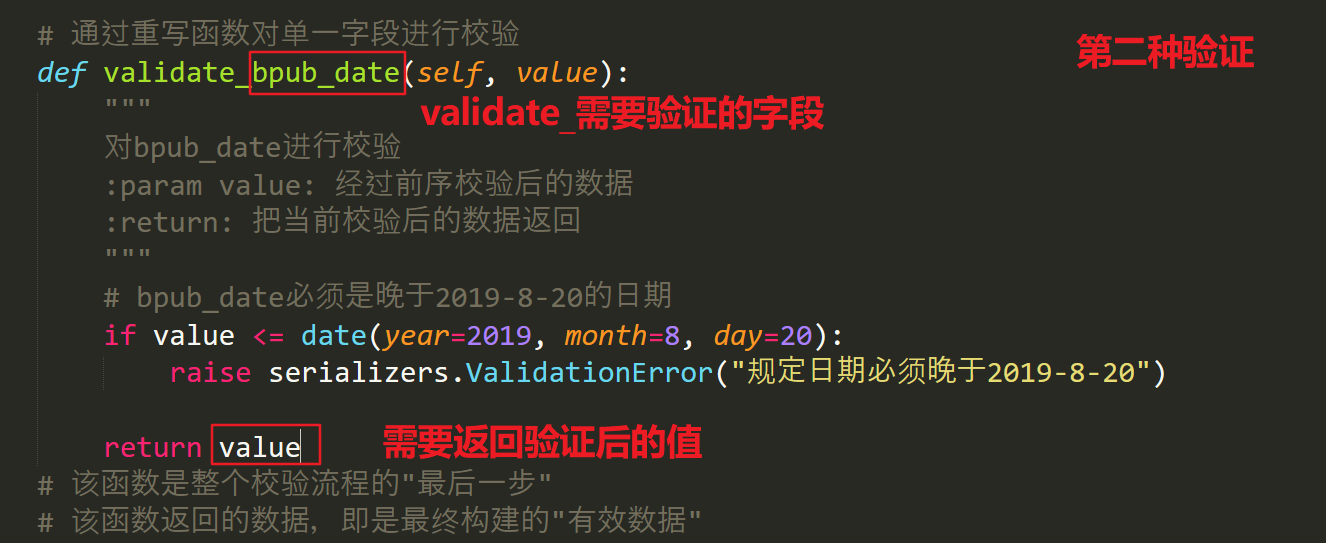 # 通过重写函数对单一字段进行校验
第二种验证
def validate_bpub_date(self, value):
"""
validate_需要验证的字段
对bpub_date进行校验
:param value: 经过前序校验后的数据
:return: 把当前校验后的数据返回
"""
# bpub_date必须是晚于2019-8-20的日期
if value <= date(year=2019, month=8, day=20):
raise serializers.ValidationError("规定日期必须晚于2019-8-20")
return value
需要返回验证后的值
# 该函数是整个校验流程的"最后一步"
# 该函数返回的数据, 即是最终构建的"有效数据"